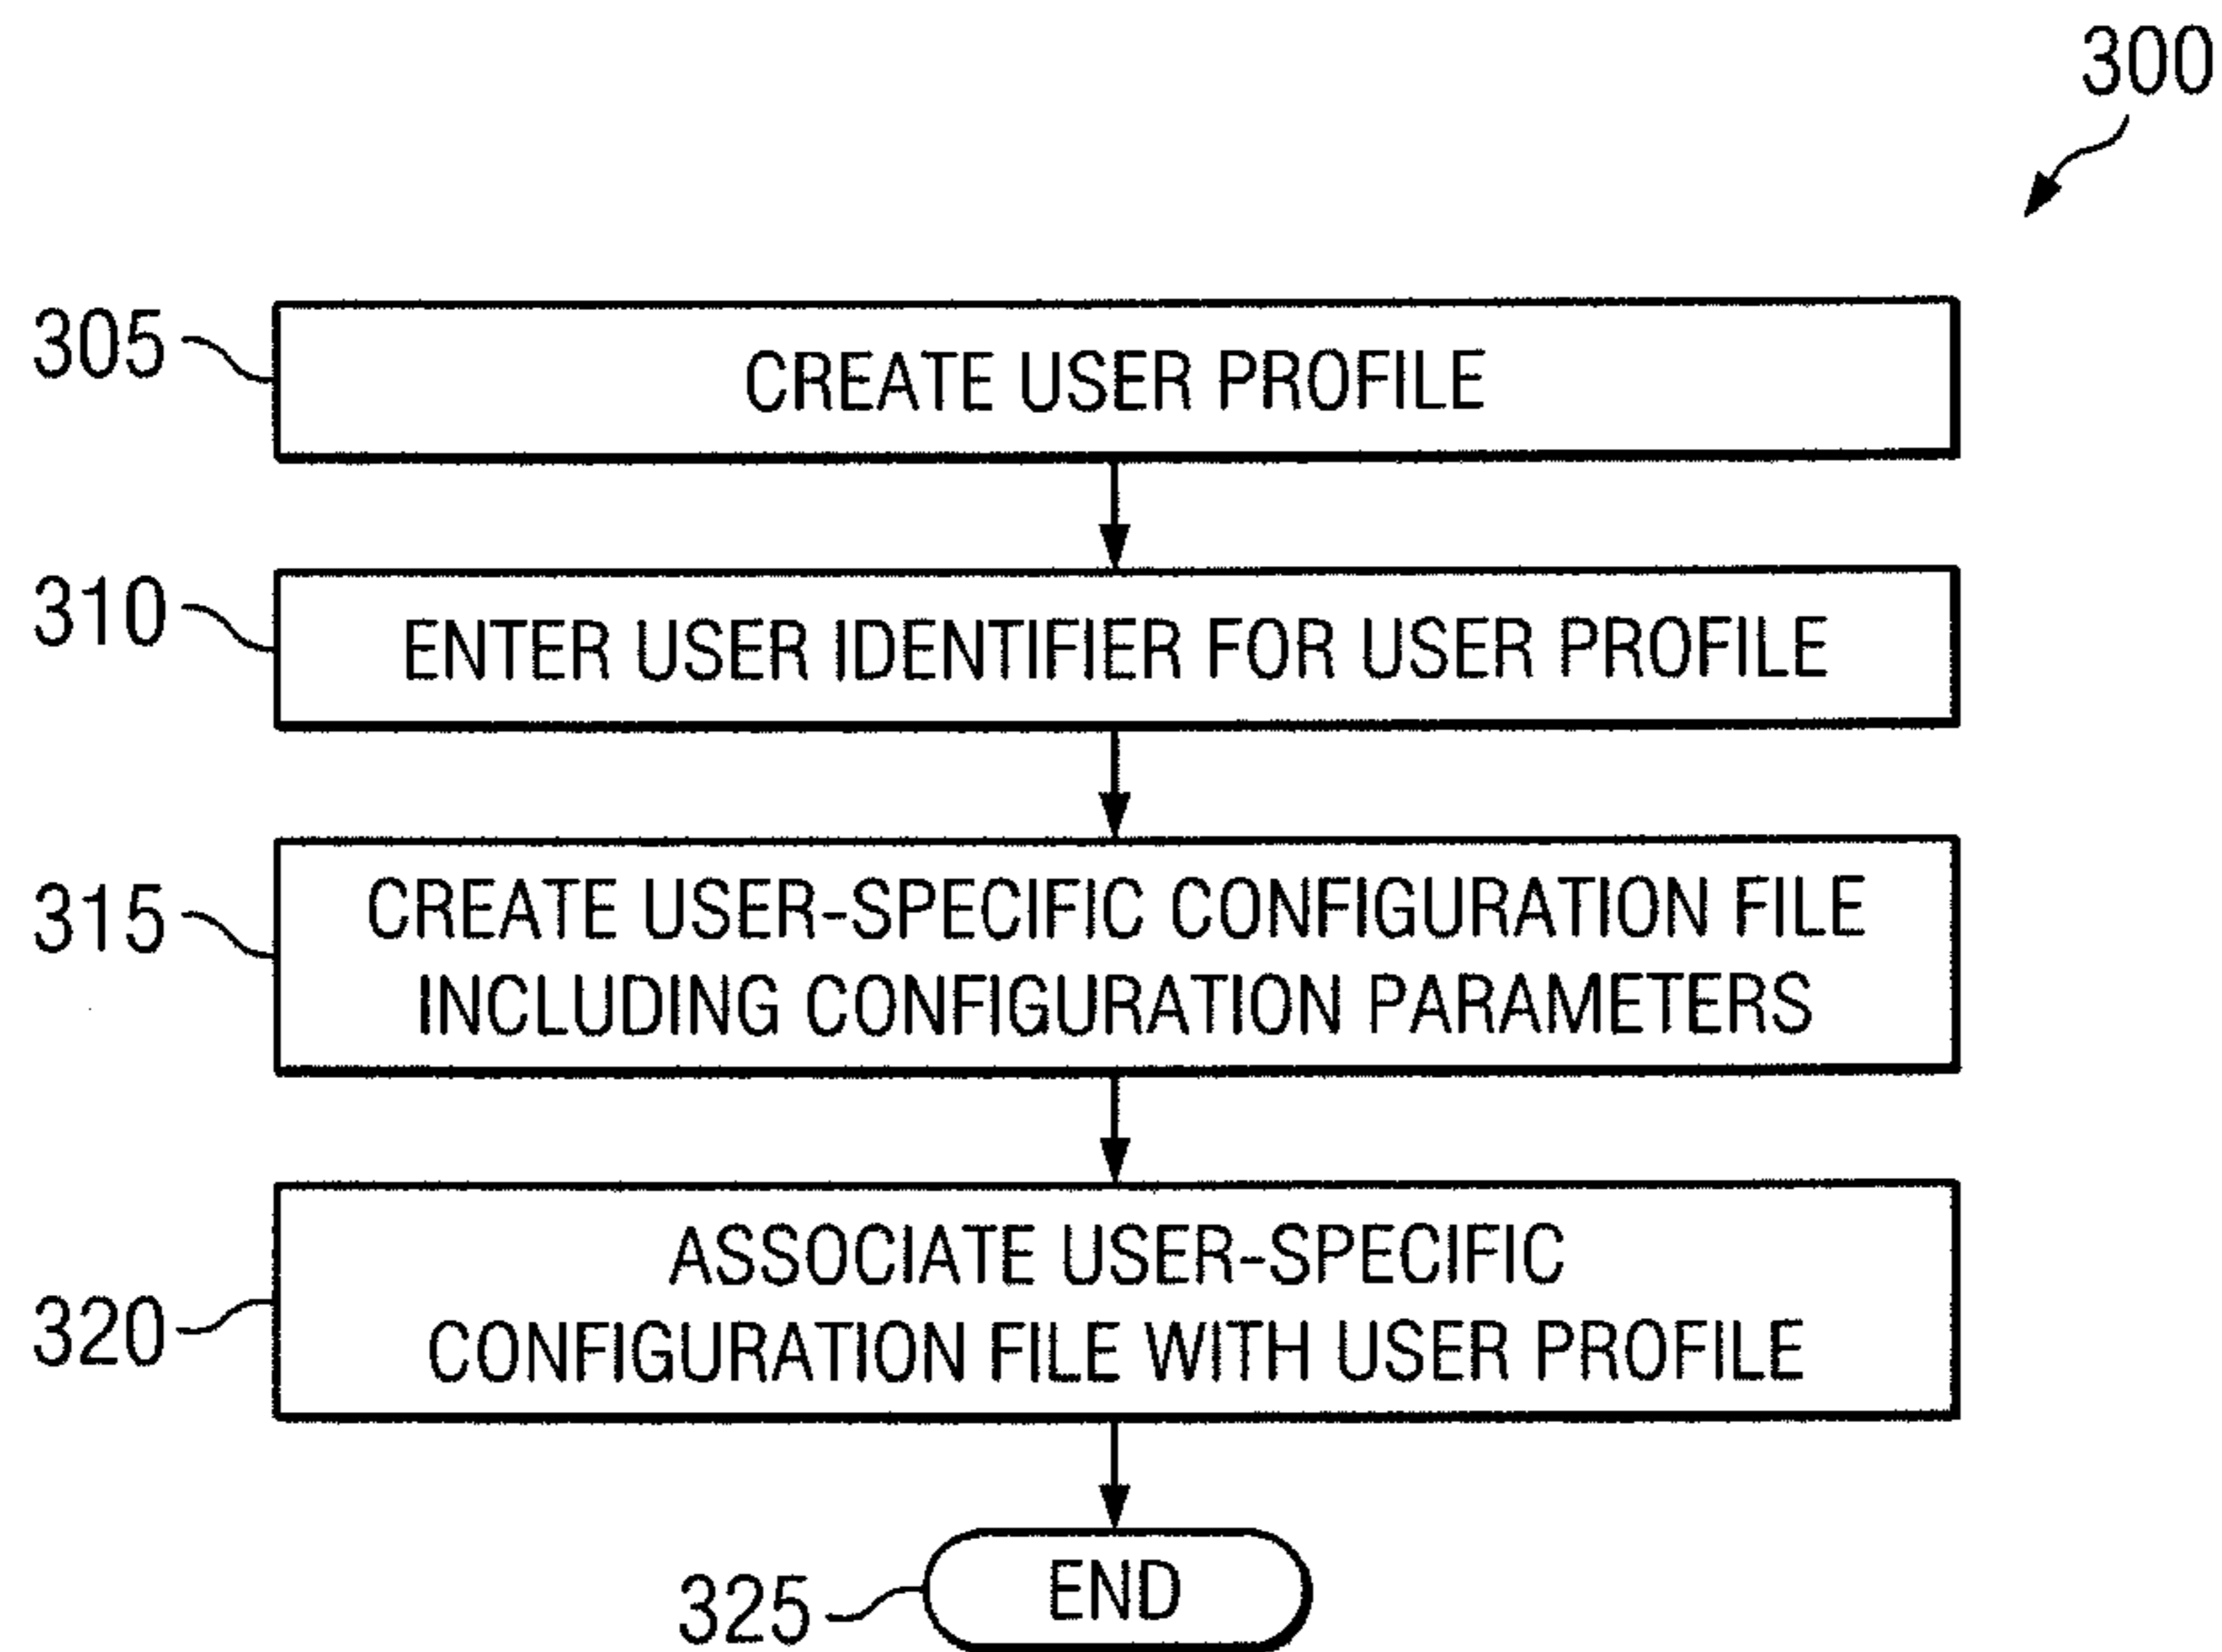 300
305
CREATE USER PROFILE
310
ENTER USER IDENTIFIER FOR USER PROFILE
315
CREATE USER-SPECIFIC CONFIGURATION FILE
INCLUDING CONFIGURATION PARAMETERS
320
ASSOCIATE USER-SPECIFIC
CONFIGURATION FILE WITH USER PROFILE
325
END